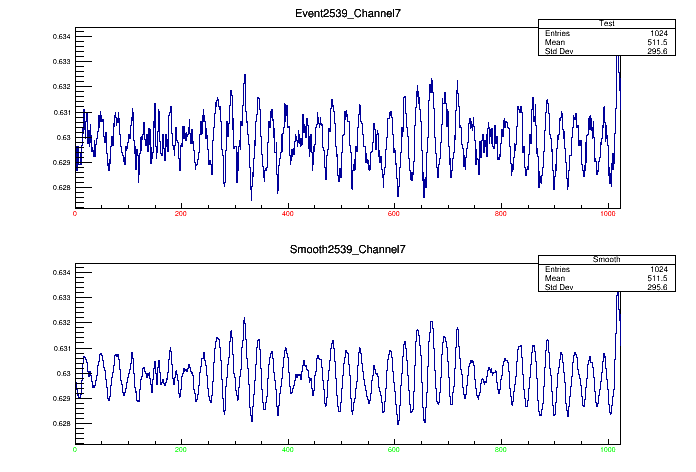 Event2539_Channel7
Test
Entries 1024
Mean 511.5
Std Dev 295.6
0.634
0.633
0.632
0.631
0.63
0.629
0.628
0 200 400 600 800 1000
Smooth2539_Channel7
Smooth
Entries 1024
Mean 511.5
Std Dev 295.6
0.634
0.633
0.632
0.631
0.63
0.629
0.628
0 200 400 600 800 1000